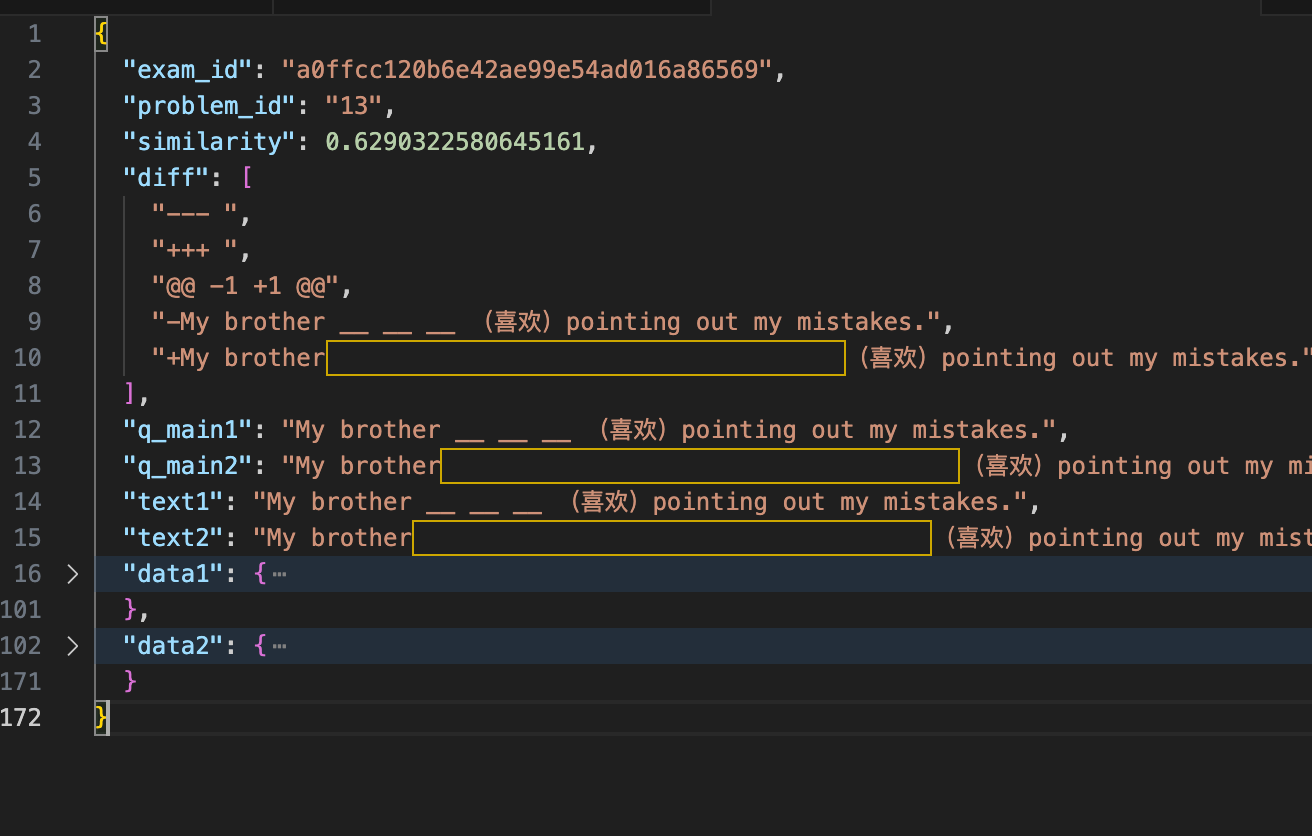 1 {
2 "exam_id": "a0ffcc120b6e42ae99e54ad016a86569",
3 "problem_id": "13",
4 "similarity": 0.6290322580645161,
5 "diff": [
6 "--- ",
7 "+++ ",
8 "@@ -1 +1 @@",
9 "-My brother __ __ __ （喜欢）pointing out my mistakes.",
10 "+My brother （喜欢）pointing out my mistakes."
11 ],
12 "q_main1": "My brother __ __ __ （喜欢）pointing out my mistakes.",
13 "q_main2": "My brother （喜欢）pointing out my mi
14 "text1": "My brother __ __ __ （喜欢）pointing out my mistakes.",
15 "text2": "My brother （喜欢）pointing out my mist
16 "data1": {⋯
101 },
102 "data2": {⋯
171 }
172 }